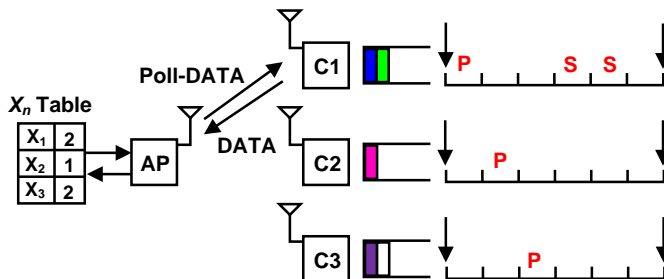 C1
P
S
S
Poll-DATA
Xn Table
X1 2
X2 1
X3 2
AP
DATA
C2
P
C3
P